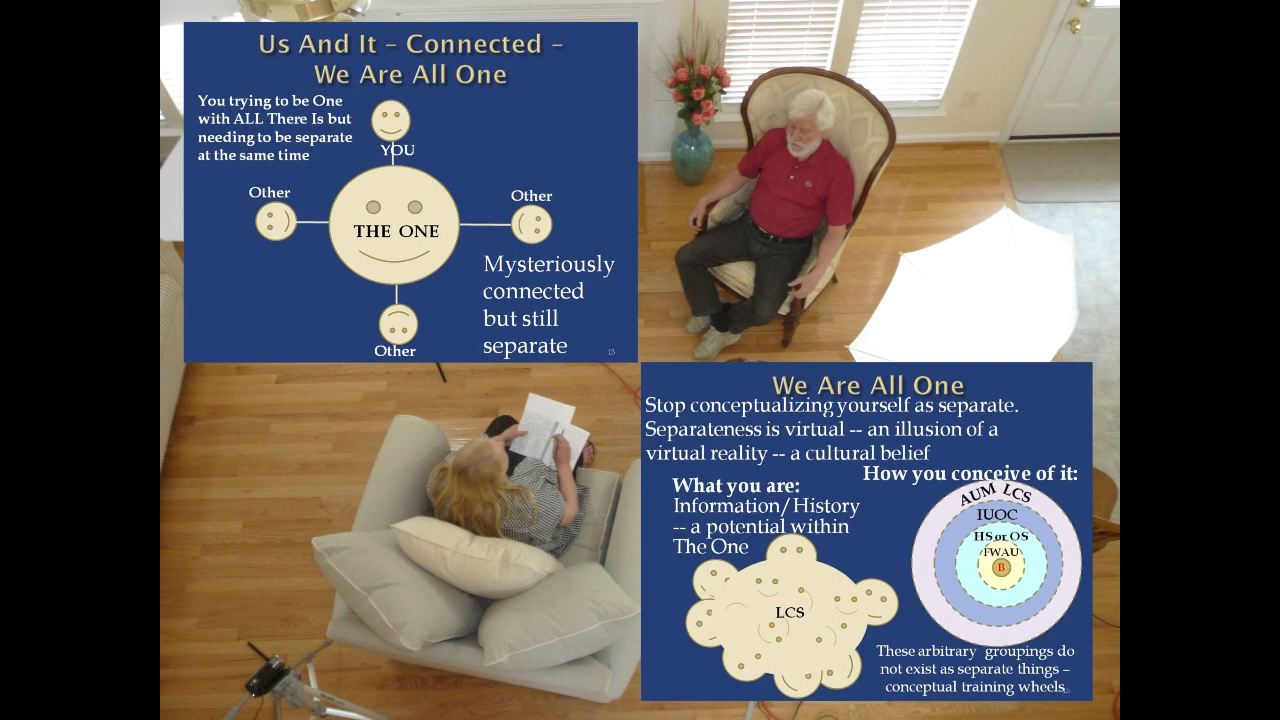 Us And It – Connected –
We Are All One
You trying to be One
with ALL There Is but
needing to be separate
at the same time
YOU
Other
Other
THE ONE
Mysteriously
connected
but still
separate
Other
13
We Are All One
Stop conceptualizing yourself as separate.
Separateness is virtual -- an illusion of a
virtual reality -- a cultural belief
How you conceive of it:
What you are:
Information/History
-- a potential within
The One
AUM LCS
IUOC
HS or OS
FWAU
B
LCS
These arbitrary groupings do
not exist as separate things –
conceptual training wheels